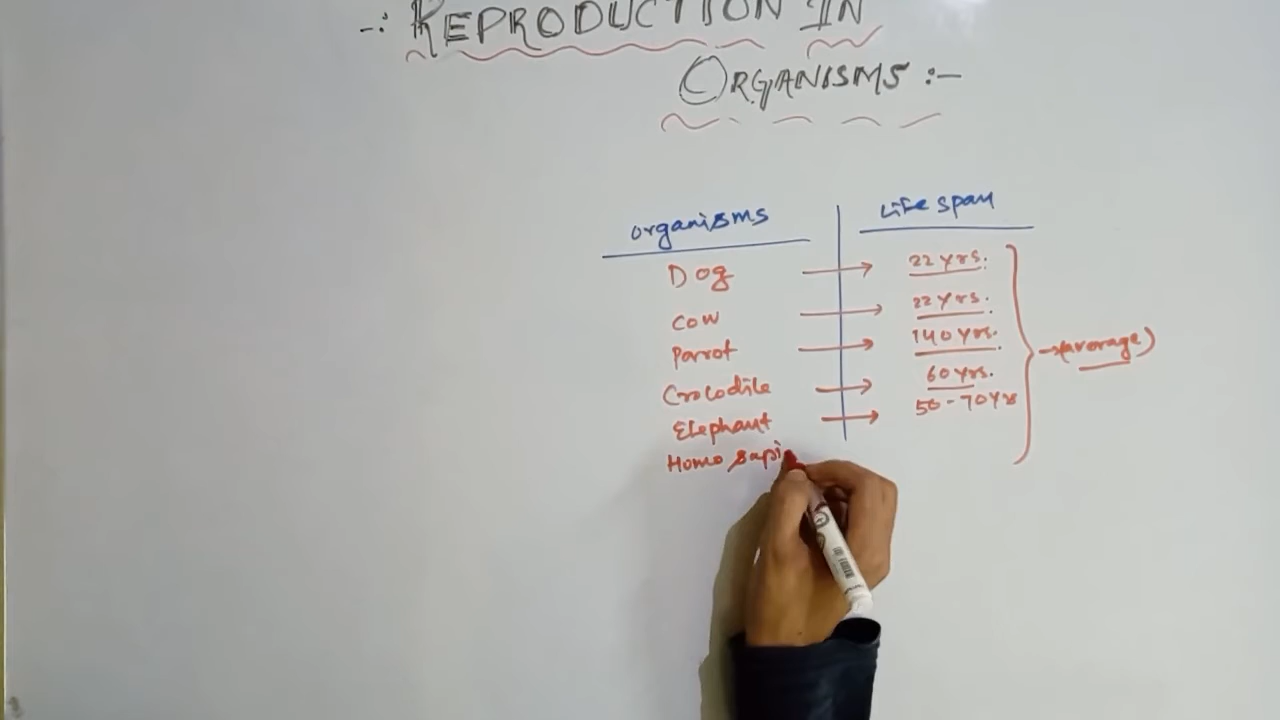 -: REPRODUCTION IN
ORGANISMS :-
organisms Life span
Dog → 22 yrs.
cow → 22 yrs.
Parrot → 140 yrs. → (average)
Crocodile → 60 yrs.
Elephant → 50 - 70 yrs
Homo sapi